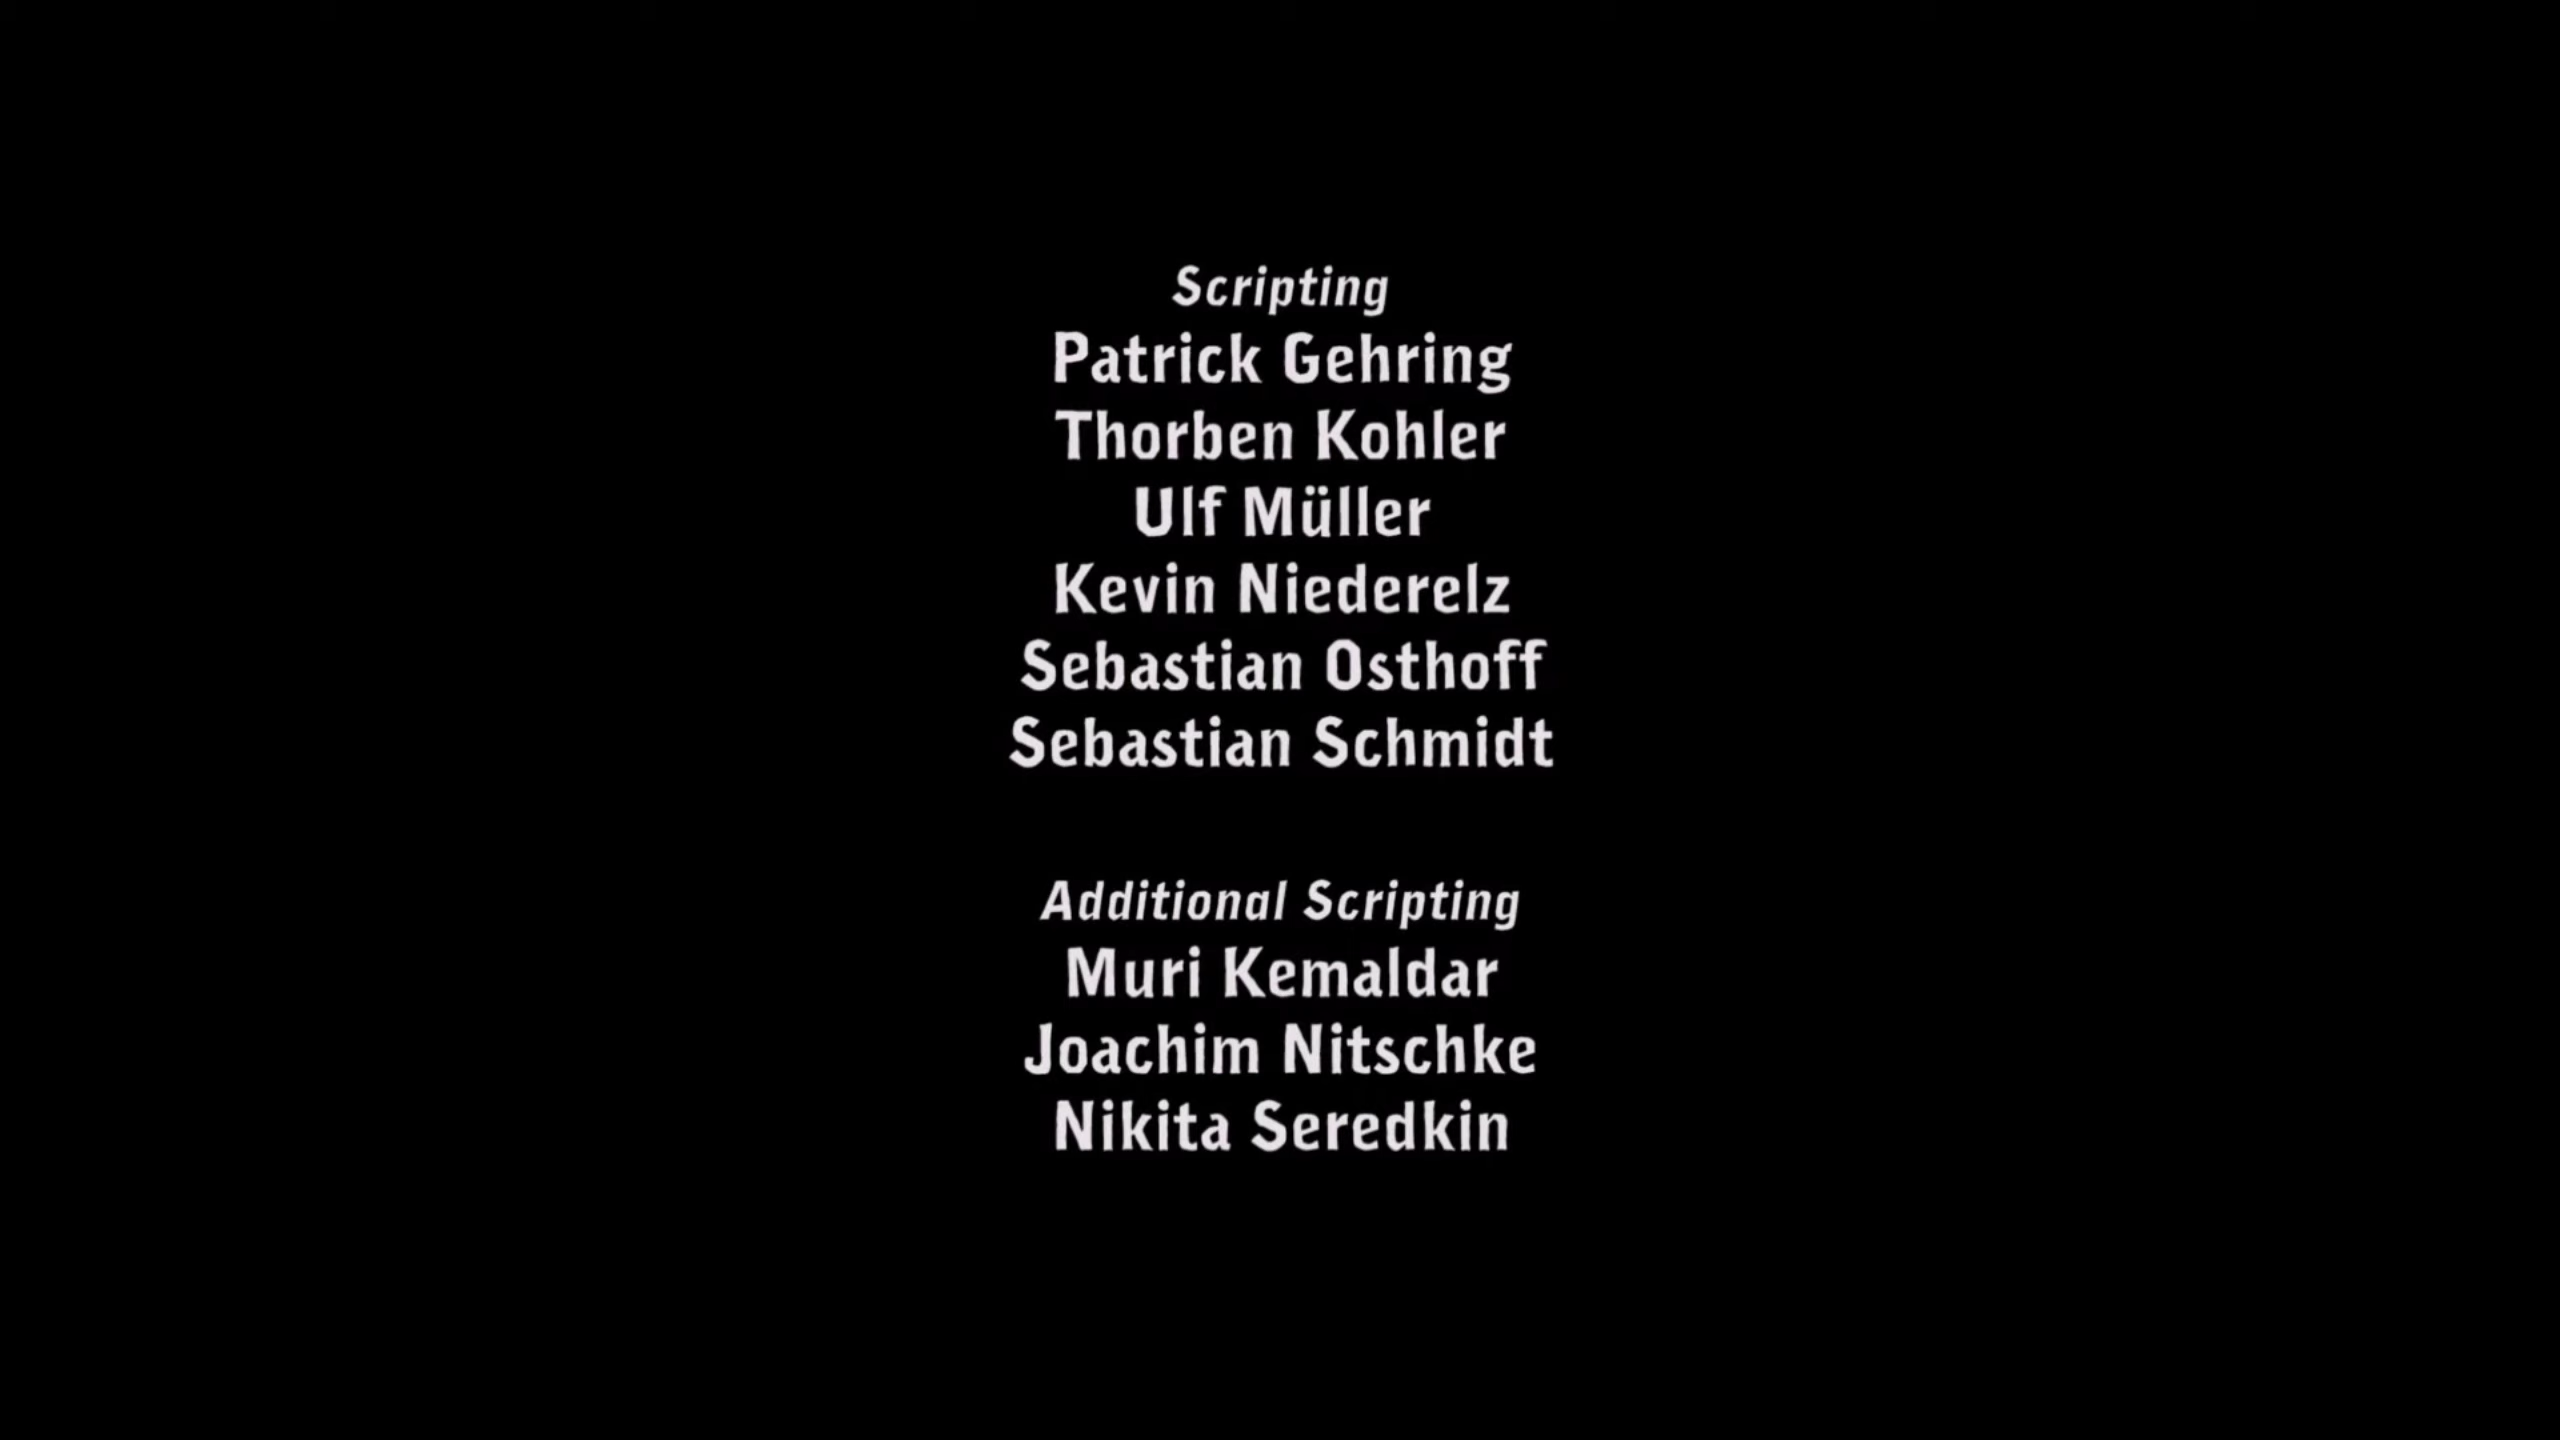 Scripting
Patrick Gehring
Thorben Kohler
Ulf Müller
Kevin Niederelz
Sebastian Osthoff
Sebastian Schmidt
Additional Scripting
Muri Kemaldar
Joachim Nitschke
Nikita Seredkin